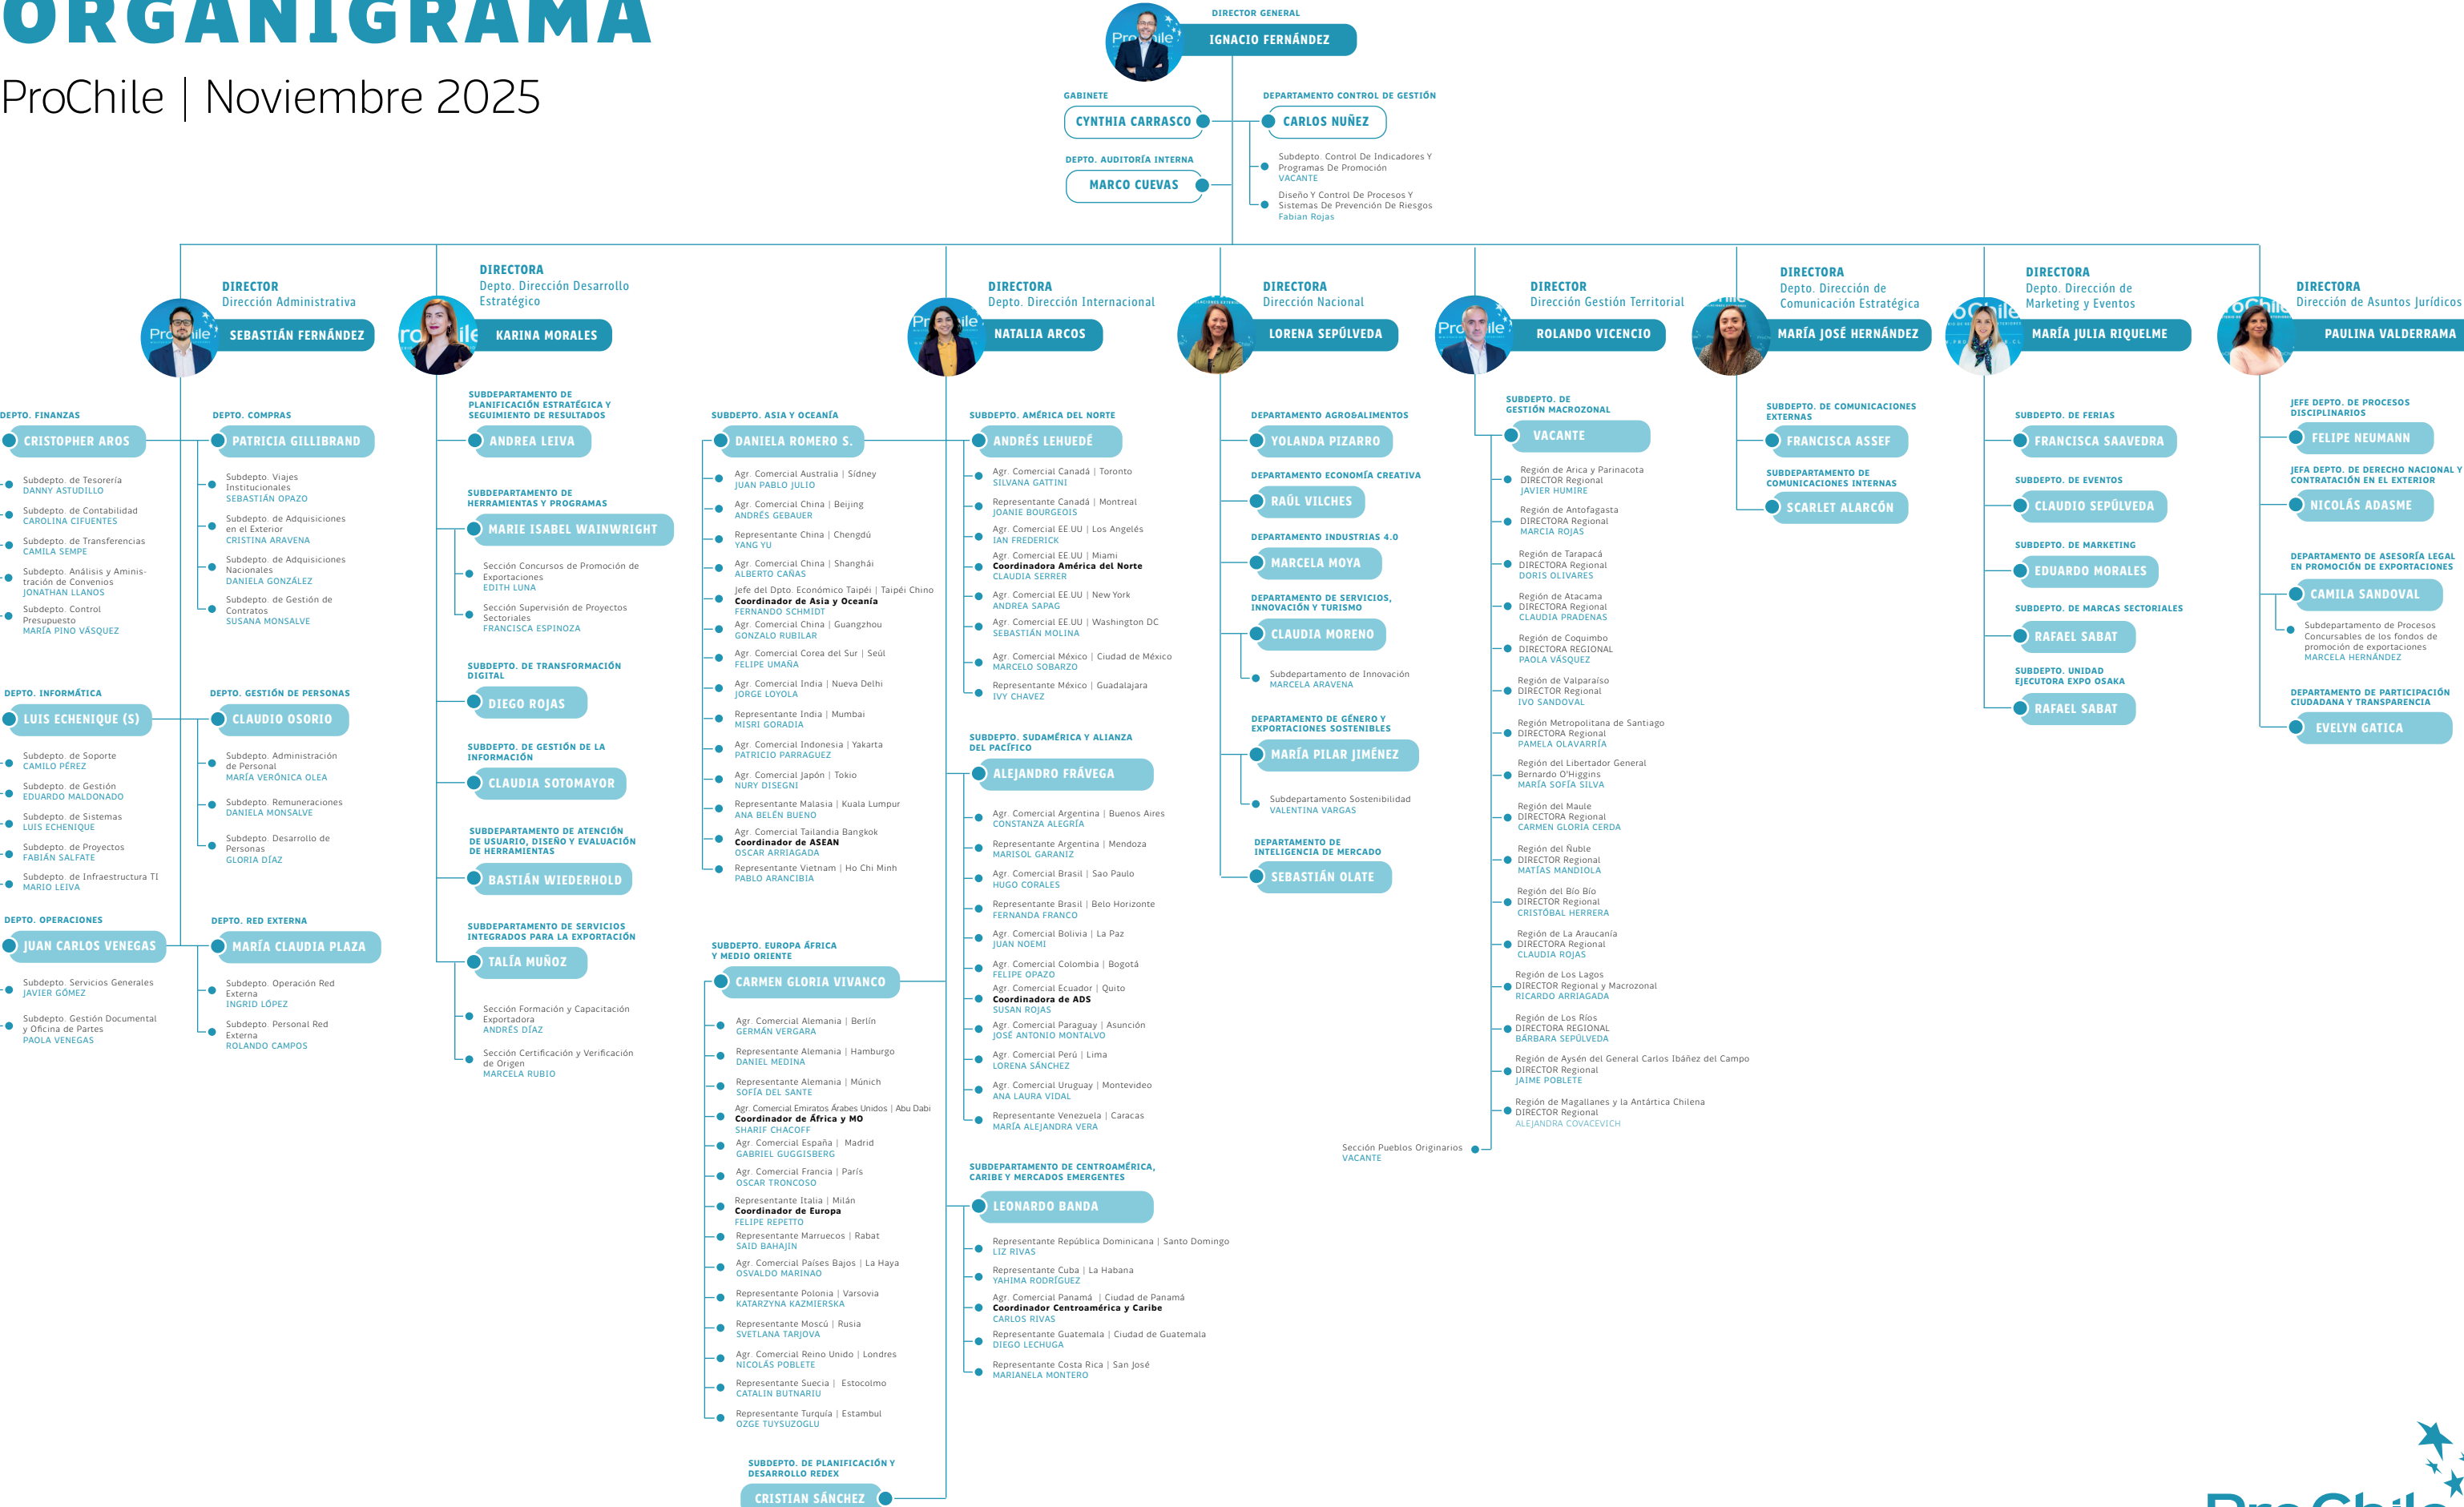 ORGANIGRAMA
ProChile | Noviembre 2025
DIRECTOR GENERAL
IGNACIO FERNÁNDEZ
GABINETE
CYNTHIA CARRASCO
DEPTO. AUDITORÍA INTERNA
MARCO CUEVAS
DEPARTAMENTO CONTROL DE GESTIÓN
CARLOS NUÑEZ
Subdepto. Control De Indicadores Y
Programas De Promoción
VACANTE
Diseño Y Control De Procesos Y
Sistemas De Prevención De Riesgos
Fabian Rojas
DIRECTOR
Dirección Administrativa
SEBASTIÁN FERNÁNDEZ
DEPTO. FINANZAS
CRISTOPHER AROS
Subdepto. de Tesorería
DANNY ASTUDILLO
Subdepto. de Contabilidad
CAROLINA CIFUENTES
Subdepto. de Transferencias
CAMILA SEMPE
Subdepto. Análisis y Aminis-
tración de Convenios
JONATHAN LLANOS
Subdepto. Control
Presupuesto
MARÍA PINO VÁSQUEZ
DEPTO. COMPRAS
PATRICIA GILLIBRAND
Subdepto. Viajes
Institucionales
SEBASTIÁN OPAZO
Subdepto. de Adquisiciones
en el Exterior
CRISTINA ARAVENA
Subdepto. de Adquisiciones
Nacionales
DANIELA GONZÁLEZ
Subdepto. de Gestión de
Contratos
SUSANA MONSALVE
DEPTO. INFORMÁTICA
LUIS ECHENIQUE (S)
Subdepto. de Soporte
CAMILO PÉREZ
Subdepto. de Gestión
EDUARDO MALDONADO
Subdepto. de Sistemas
LUIS ECHENIQUE
Subdepto. de Proyectos
FABIÁN SALFATE
Subdepto. de Infraestructura TI
MARIO LEIVA
DEPTO. GESTIÓN DE PERSONAS
CLAUDIO OSORIO
Subdepto. Administración
de Personal
MARÍA VERÓNICA OLEA
Subdepto. Remuneraciones
DANIELA MONSALVE
Subdepto. Desarrollo de
Personas
GLORIA DÍAZ
DEPTO. OPERACIONES
JUAN CARLOS VENEGAS
Subdepto. Servicios Generales
JAVIER GÓMEZ
Subdepto. Gestión Documental
y Oficina de Partes
PAOLA VENEGAS
DEPTO. RED EXTERNA
MARÍA CLAUDIA PLAZA
Subdepto. Operación Red
Externa
INGRID LÓPEZ
Subdepto. Personal Red
Externa
ROLANDO CAMPOS
DIRECTORA
Depto. Dirección Desarrollo
Estratégico
KARINA MORALES
SUBDEPARTAMENTO DE
PLANIFICACIÓN ESTRATÉGICA Y
SEGUIMIENTO DE RESULTADOS
ANDREA LEIVA
SUBDEPARTAMENTO DE
HERRAMIENTAS Y PROGRAMAS
MARIE ISABEL WAINWRIGHT
Sección Concursos de Promoción de
Exportaciones
EDITH LUNA
Sección Supervisión de Proyectos
Sectoriales
FRANCISCA ESPINOZA
SUBDEPTO. DE TRANSFORMACIÓN
DIGITAL
DIEGO ROJAS
SUBDEPTO. DE GESTIÓN DE LA
INFORMACIÓN
CLAUDIA SOTOMAYOR
SUBDEPARTAMENTO DE ATENCIÓN
DE USUARIO, DISEÑO Y EVALUACIÓN
DE HERRAMIENTAS
BASTIÁN WIEDERHOLD
SUBDEPARTAMENTO DE SERVICIOS
INTEGRADOS PARA LA EXPORTACIÓN
TALÍA MUÑOZ
Sección Formación y Capacitación
Exportadora
ANDRÉS DÍAZ
Sección Certificación y Verificación
de Origen
MARCELA RUBIO
DIRECTORA
Depto. Dirección Internacional
NATALIA ARCOS
SUBDEPTO. ASIA Y OCEANÍA
DANIELA ROMERO S.
Agr. Comercial Australia | Sídney
JUAN PABLO JULIO
Agr. Comercial China | Beijing
ANDRÉS GEBAUER
Representante China | Chengdú
YANG YU
Agr. Comercial China | Shanghái
ALBERTO CAÑAS
Jefe del Dpto. Económico Taipéi | Taipéi Chino
Coordinador de Asia y Oceanía
FERNANDO SCHMIDT
Agr. Comercial China | Guangzhou
GONZALO RUBILAR
Agr. Comercial Corea del Sur | Seúl
FELIPE UMAÑA
Agr. Comercial India | Nueva Delhi
JORGE LOYOLA
Representante India | Mumbai
MISRI GORADIA
Agr. Comercial Indonesia | Yakarta
PATRICIO PARRAGUEZ
Agr. Comercial Japón | Tokio
NURY DISEGNI
Representante Malasia | Kuala Lumpur
ANA BELÉN BUENO
Agr. Comercial Tailandia Bangkok
Coordinador de ASEAN
OSCAR ARRIAGADA
Representante Vietnam | Ho Chi Minh
PABLO ARANCIBIA
SUBDEPTO. EUROPA ÁFRICA
Y MEDIO ORIENTE
CARMEN GLORIA VIVANCO
Agr. Comercial Alemania | Berlín
GERMÁN VERGARA
Representante Alemania | Hamburgo
DANIEL MEDINA
Representante Alemania | Múnich
SOFÍA DEL SANTE
Agr. Comercial Emiratos Árabes Unidos | Abu Dabi
Coordinador de África y MO
SHARIF CHACOFF
Agr. Comercial España | Madrid
GABRIEL GUGGISBERG
Agr. Comercial Francia | París
OSCAR TRONCOSO
Representante Italia | Milán
Coordinador de Europa
FELIPE REPETTO
Representante Marruecos | Rabat
SAID BAHAJIN
Agr. Comercial Países Bajos | La Haya
OSVALDO MARINAO
Representante Polonia | Varsovia
KATARZYNA KAZMIERSKA
Representante Moscú | Rusia
SVETLANA TARJOVA
Agr. Comercial Reino Unido | Londres
NICOLÁS POBLETE
Representante Suecia | Estocolmo
CATALIN BUTNARIU
Representante Turquía | Estambul
OZGE TUYSUZOGLU
SUBDEPTO. DE PLANIFICACIÓN Y
DESARROLLO REDEX
CRISTIAN SÁNCHEZ
SUBDEPTO. AMÉRICA DEL NORTE
ANDRÉS LEHUEDÉ
Agr. Comercial Canadá | Toronto
SILVANA GATTINI
Representante Canadá | Montreal
JOANIE BOURGEOIS
Agr. Comercial EE.UU | Los Angelés
IAN FREDERICK
Agr. Comercial EE.UU | Miami
Coordinadora América del Norte
CLAUDIA SERRER
Agr. Comercial EE.UU | New York
ANDREA SAPAG
Agr. Comercial EE.UU | Washington DC
SEBASTIÁN MOLINA
Agr. Comercial México | Ciudad de México
MARCELO SOBARZO
Representante México | Guadalajara
IVY CHAVEZ
SUBDEPTO. SUDAMÉRICA Y ALIANZA
DEL PACÍFICO
ALEJANDRO FRÁVEGA
Agr. Comercial Argentina | Buenos Aires
CONSTANZA ALEGRÍA
Representante Argentina | Mendoza
MARISOL GARANIZ
Agr. Comercial Brasil | Sao Paulo
HUGO CORALES
Representante Brasil | Belo Horizonte
FERNANDA FRANCO
Agr. Comercial Bolivia | La Paz
JUAN NOEMI
Agr. Comercial Colombia | Bogotá
FELIPE OPAZO
Agr. Comercial Ecuador | Quito
Coordinadora de ADS
SUSAN ROJAS
Agr. Comercial Paraguay | Asunción
JOSÉ ANTONIO MONTALVO
Agr. Comercial Perú | Lima
LORENA SÁNCHEZ
Agr. Comercial Uruguay | Montevideo
ANA LAURA VIDAL
Representante Venezuela | Caracas
MARÍA ALEJANDRA VERA
SUBDEPARTAMENTO DE CENTROAMÉRICA,
CARIBE Y MERCADOS EMERGENTES
LEONARDO BANDA
Representante República Dominicana | Santo Domingo
LIZ RIVAS
Representante Cuba | La Habana
YAHIMA RODRÍGUEZ
Agr. Comercial Panamá | Ciudad de Panamá
Coordinador Centroamérica y Caribe
CARLOS RIVAS
Representante Guatemala | Ciudad de Guatemala
DIEGO LECHUGA
Representante Costa Rica | San José
MARIANELA MONTERO
DIRECTORA
Dirección Nacional
LORENA SEPÚLVEDA
DEPARTAMENTO AGRO&ALIMENTOS
YOLANDA PIZARRO
DEPARTAMENTO ECONOMÍA CREATIVA
RAÚL VILCHES
DEPARTAMENTO INDUSTRIAS 4.0
MARCELA MOYA
DEPARTAMENTO DE SERVICIOS,
INNOVACIÓN Y TURISMO
CLAUDIA MORENO
Subdepartamento de Innovación
MARCELA ARAVENA
DEPARTAMENTO DE GÉNERO Y
EXPORTACIONES SOSTENIBLES
MARÍA PILAR JIMÉNEZ
Subdepartamento Sostenibilidad
VALENTINA VARGAS
DEPARTAMENTO DE
INTELIGENCIA DE MERCADO
SEBASTIÁN OLATE
DIRECTOR
Dirección Gestión Territorial
ROLANDO VICENCIO
SUBDEPTO. DE
GESTIÓN MACROZONAL
VACANTE
Región de Arica y Parinacota
DIRECTOR Regional
JAVIER HUMIRE
Región de Antofagasta
DIRECTORA Regional
MARCIA ROJAS
Región de Tarapacá
DIRECTORA Regional
DORIS OLIVARES
Región de Atacama
DIRECTORA Regional
CLAUDIA PRADENAS
Región de Coquimbo
DIRECTORA REGIONAL
PAOLA VÁSQUEZ
Región de Valparaíso
DIRECTOR Regional
IVO SANDOVAL
Región Metropolitana de Santiago
DIRECTORA Regional
PAMELA OLAVARRÍA
Región del Libertador General
Bernardo O'Higgins
MARÍA SOFÍA SILVA
Región del Maule
DIRECTORA Regional
CARMEN GLORIA CERDA
Región del Ñuble
DIRECTOR Regional
MATÍAS MANDIOLA
Región del Bío Bío
DIRECTOR Regional
CRISTÓBAL HERRERA
Región de La Araucanía
DIRECTORA Regional
CLAUDIA ROJAS
Región de Los Lagos
DIRECTOR Regional y Macrozonal
RICARDO ARRIAGADA
Región de Los Ríos
DIRECTORA REGIONAL
BÁRBARA SEPÚLVEDA
Región de Aysén del General Carlos Ibáñez del Campo
DIRECTOR Regional
JAIME POBLETE
Región de Magallanes y la Antártica Chilena
DIRECTOR Regional
ALEJANDRA COVACEVICH
Sección Pueblos Originarios
VACANTE
DIRECTORA
Depto. Dirección de
Comunicación Estratégica
MARÍA JOSÉ HERNÁNDEZ
SUBDEPTO. DE COMUNICACIONES
EXTERNAS
FRANCISCA ASSEF
SUBDEPARTAMENTO DE
COMUNICACIONES INTERNAS
SCARLET ALARCÓN
DIRECTORA
Depto. Dirección de
Marketing y Eventos
MARÍA JULIA RIQUELME
SUBDEPTO. DE FERIAS
FRANCISCA SAAVEDRA
SUBDEPTO. DE EVENTOS
CLAUDIO SEPÚLVEDA
SUBDEPTO. DE MARKETING
EDUARDO MORALES
SUBDEPTO. DE MARCAS SECTORIALES
RAFAEL SABAT
SUBDEPTO. UNIDAD
EJECUTORA EXPO OSAKA
RAFAEL SABAT
DIRECTORA
Dirección de Asuntos Jurídicos
PAULINA VALDERRAMA
JEFE DEPTO. DE PROCESOS
DISCIPLINARIOS
FELIPE NEUMANN
JEFA DEPTO. DE DERECHO NACIONAL Y
CONTRATACIÓN EN EL EXTERIOR
NICOLÁS ADASME
DEPARTAMENTO DE ASESORÍA LEGAL
EN PROMOCIÓN DE EXPORTACIONES
CAMILA SANDOVAL
Subdepartamento de Procesos
Concursables de los fondos de
promoción de exportaciones
MARCELA HERNÁNDEZ
DEPARTAMENTO DE PARTICIPACIÓN
CIUDADANA Y TRANSPARENCIA
EVELYN GATICA
ProChile